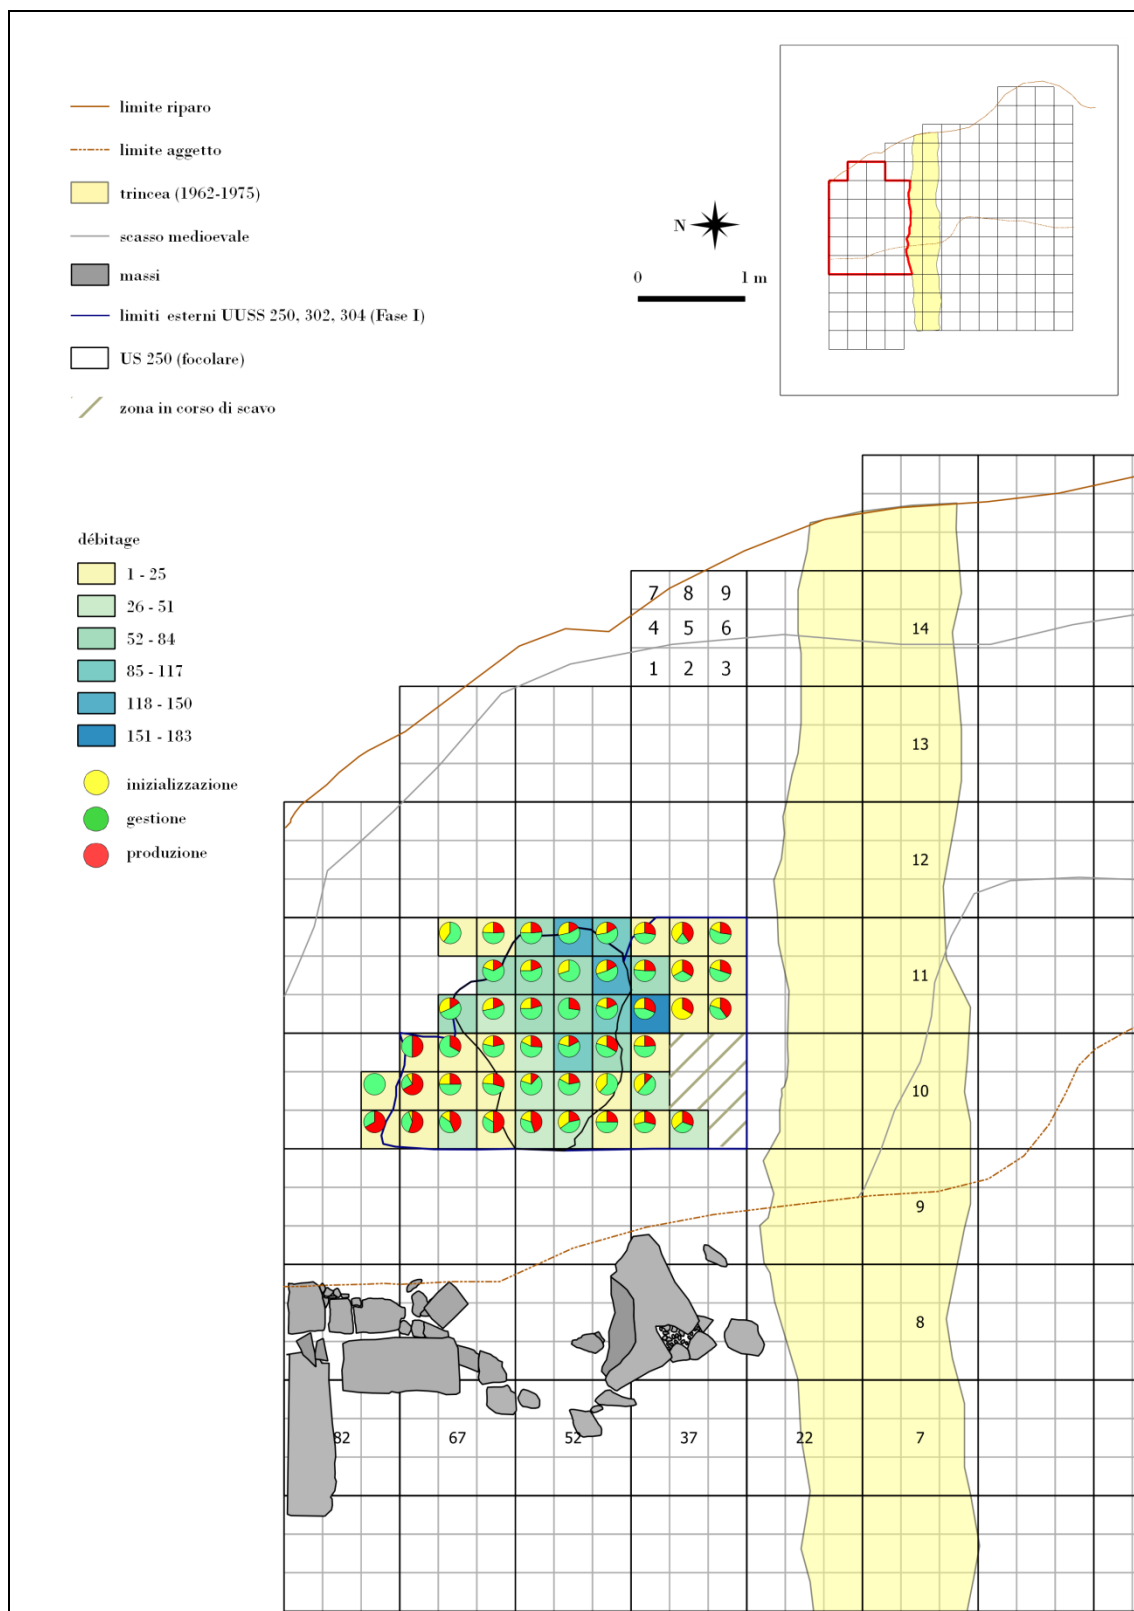 limite riparo
limite aggetto
trincea (1962-1975)
scasso medioevale
massi
limiti esterni UUSS 250, 302, 304 (Fase I)
US 250 (focolare)
zona in corso di scavo
N
0 1 m
débitage
1 - 25
26 - 51
52 - 84
85 - 117
118 - 150
151 - 183
inizializzazione
gestione
produzione
7 8 9
4 5 6
1 2 3
14
13
12
11
10
9
8
82 67 52 37 22 7